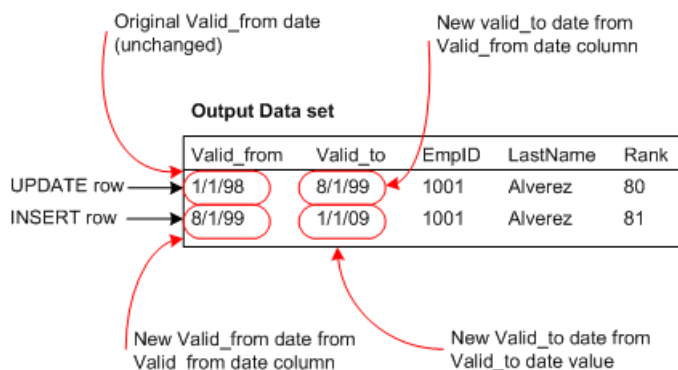 Original Valid_from date
(unchanged)
New valid_to date from
Valid_from date column
Output Data set
Valid_from Valid_to EmpID LastName Rank
UPDATE row 1/1/98 8/1/99 1001 Alverez 80
INSERT row 8/1/99 1/1/09 1001 Alverez 81
New Valid_from date from
Valid_from date column
New Valid_to date from
Valid_to date value